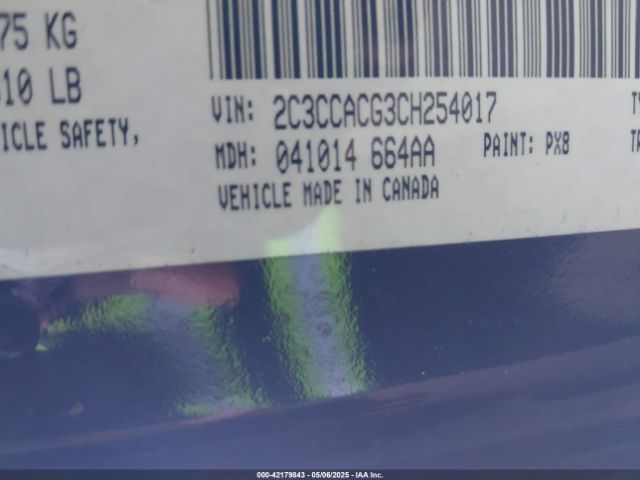 75 KG
10 LB
VIN: 2C3CCACG3CH254017
ICLE SAFETY,
MDH: 041014 664AA PAINT: PX8
VEHICLE MADE IN CANADA
000-42179843 - 05/06/2025 - IAA Inc.